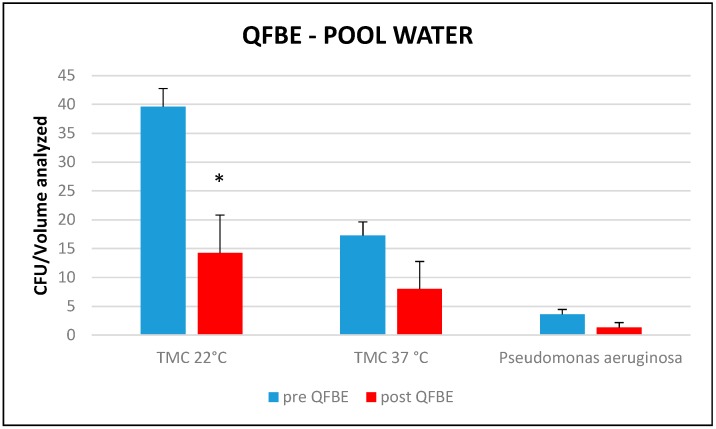 QFBE - POOL WATER
CFU/Volume analyzed
45
40
35
30
25
20
15
10
5
0
*
TMC 22°C TMC 37 °C Pseudomonas aeruginosa
pre QFBE post QFBE